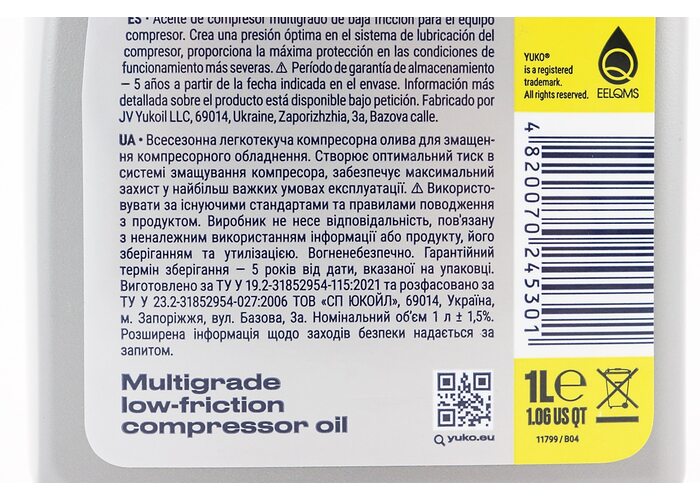 ES • Aceite de compresor multigrado de baja fricción para el equipo
compresor. Crea una presión óptima en el sistema de lubricación del
compresor, proporciona la máxima protección en las condiciones de
funcionamiento más severas. ⚠ Período de garantía de almacenamiento
— 5 años a partir de la fecha indicada en el envase. Información más
detallada sobre el producto está disponible bajo petición. Fabricado por
JV Yukoil LLC, 69014, Ukraine, Zaporizhzhia, 3a, Bazova calle.
UA • Всесезонна легкотекуча компресорна олива для змащен-
ня компресорного обладнення. Створює оптимальний тиск в
системі змащування компресора, забезпечує максимальний
захист у найбільш важких умовах експлуатації. ⚠ Використо-
вувати за існуючими стандартами та правилами поводження
з продуктом. Виробник не несе відповідальність, пов'язану
з неналежним використанням інформації або продукту, його
зберіганням та утилізацією. Вогненебезпечно. Гарантійний
термін зберігання — 5 років від дати, вказаної на упаковці.
Виготовлено за ТУ У 19.2-31852954-115:2021 та розфасовано за
ТУ У 23.2-31852954-027:2006 ТОВ «СП ЮКОЙЛ», 69014, Україна,
м. Запоріжжя, вул. Базова, 3а. Номінальний об'єм 1 л ± 1,5%.
Розширена інформація щодо заходів безпеки надається за
запитом.
Multigrade
low-friction
compressor oil
yuko.eu
YUKO®
is a registered
trademark.
All rights reserved.
EELQMS
4820070245301
1L℮
1.06 US QT
11799 / B04